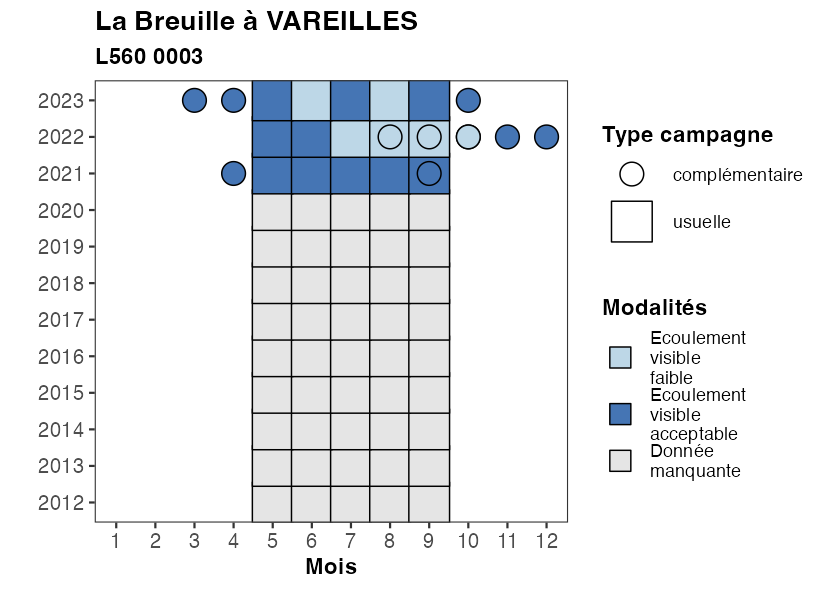 La Breuille à VAREILLES
L560 0003
2023
2022
2021
2020
2019
2018
2017
2016
2015
2014
2013
2012
1 2 3 4 5 6 7 8 9 10 11 12
Mois
Type campagne
complémentaire
usuelle
Modalités
Ecoulement
visible
faible
Ecoulement
visible
acceptable
Donnée
manquante